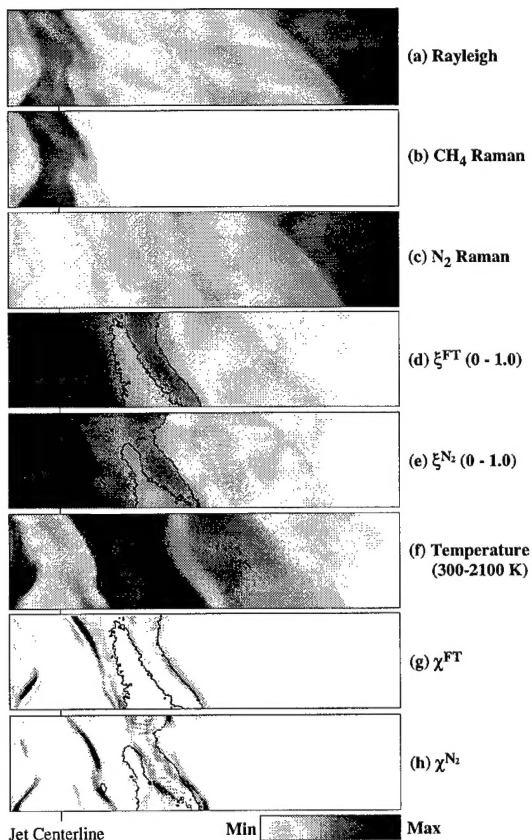 (a) Rayleigh
(b) CH₄ Raman
(c) N₂ Raman
(d) ξᶠᵀ (0 - 1.0)
(e) ξᴺ² (0 - 1.0)
(f) Temperature
(300-2100 K)
(g) χᶠᵀ
(h) χᴺ²
Jet Centerline
Min
Max